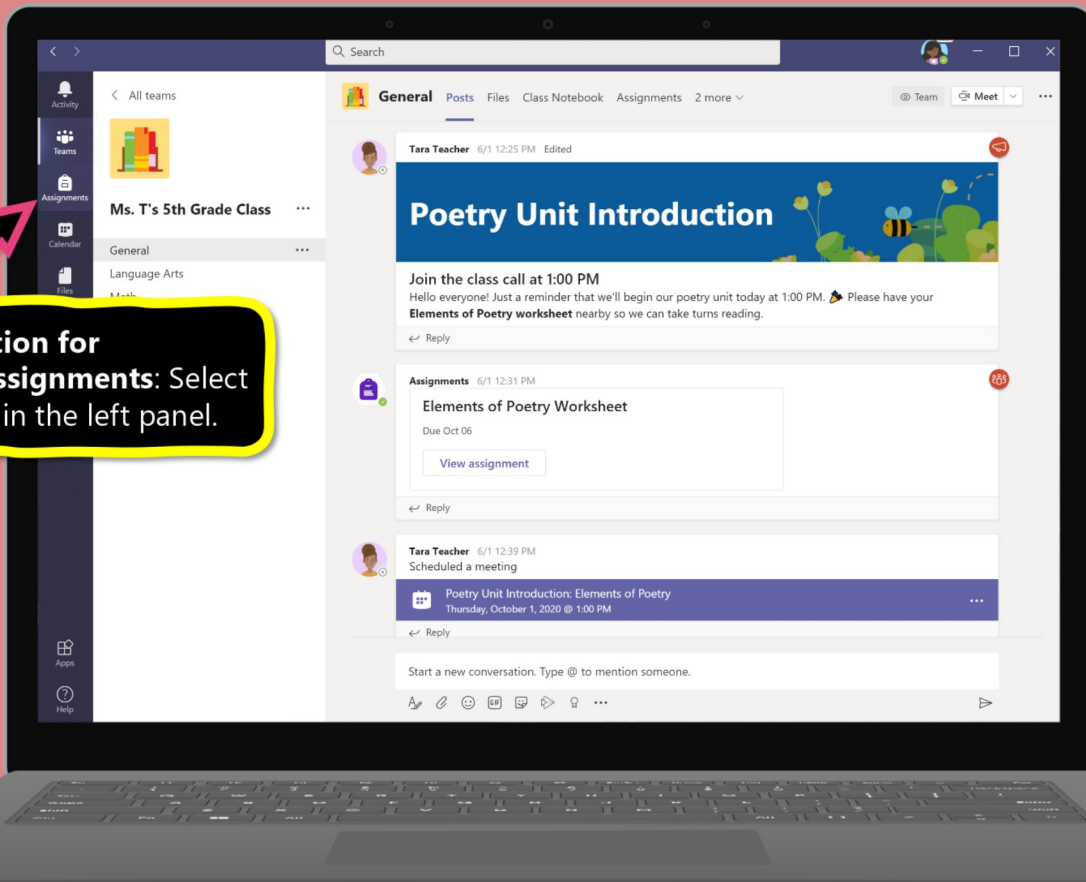 Search
Activity
Teams
Assignments
Calendar
Files
Apps
Help
All teams
Ms. T's 5th Grade Class
General
Language Arts
Math
for
: Select
in the left panel.
General Posts Files Class Notebook Assignments 2 more
Team
Meet
Tara Teacher 6/1 12:25 PM Edited
Poetry Unit Introduction
Join the class call at 1:00 PM
Hello everyone! Just a reminder that we'll begin our poetry unit today at 1:00 PM. 🎉 Please have your
Elements of Poetry worksheet nearby so we can take turns reading.
Reply
Assignments 6/1 12:31 PM
Elements of Poetry Worksheet
Due Oct 06
View assignment
Reply
Tara Teacher 6/1 12:39 PM
Scheduled a meeting
Poetry Unit Introduction: Elements of Poetry
Thursday, October 1, 2020 @ 1:00 PM
Reply
Start a new conversation. Type @ to mention someone.
GIF